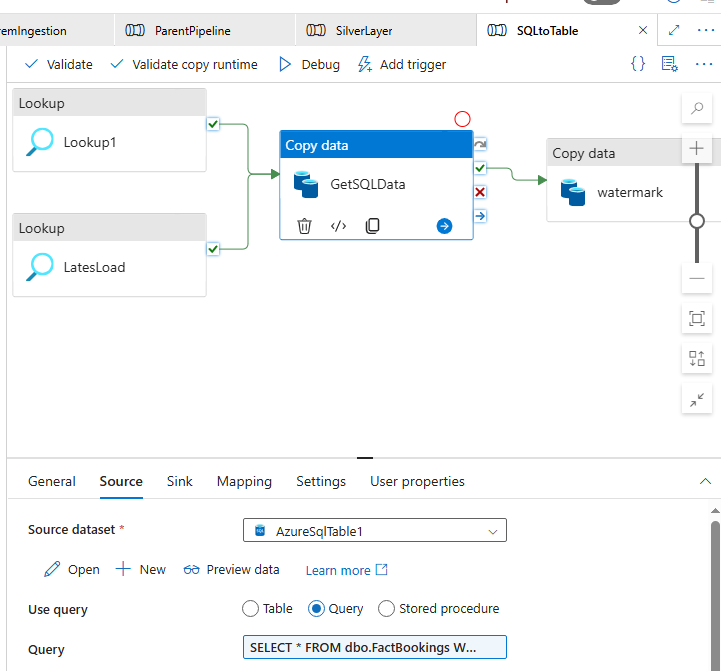 emIngestion
ParentPipeline
SilverLayer
SQLtoTable
Validate
Validate copy runtime
Debug
Add trigger
Lookup
Lookup1
Copy data
GetSQLData
Copy data
watermark
Lookup
LatesLoad
General
Source
Sink
Mapping
Settings
User properties
Source dataset *
AzureSqlTable1
Open
New
Preview data
Learn more
Use query
Table
Query
Stored procedure
Query
SELECT * FROM dbo.FactBookings W...